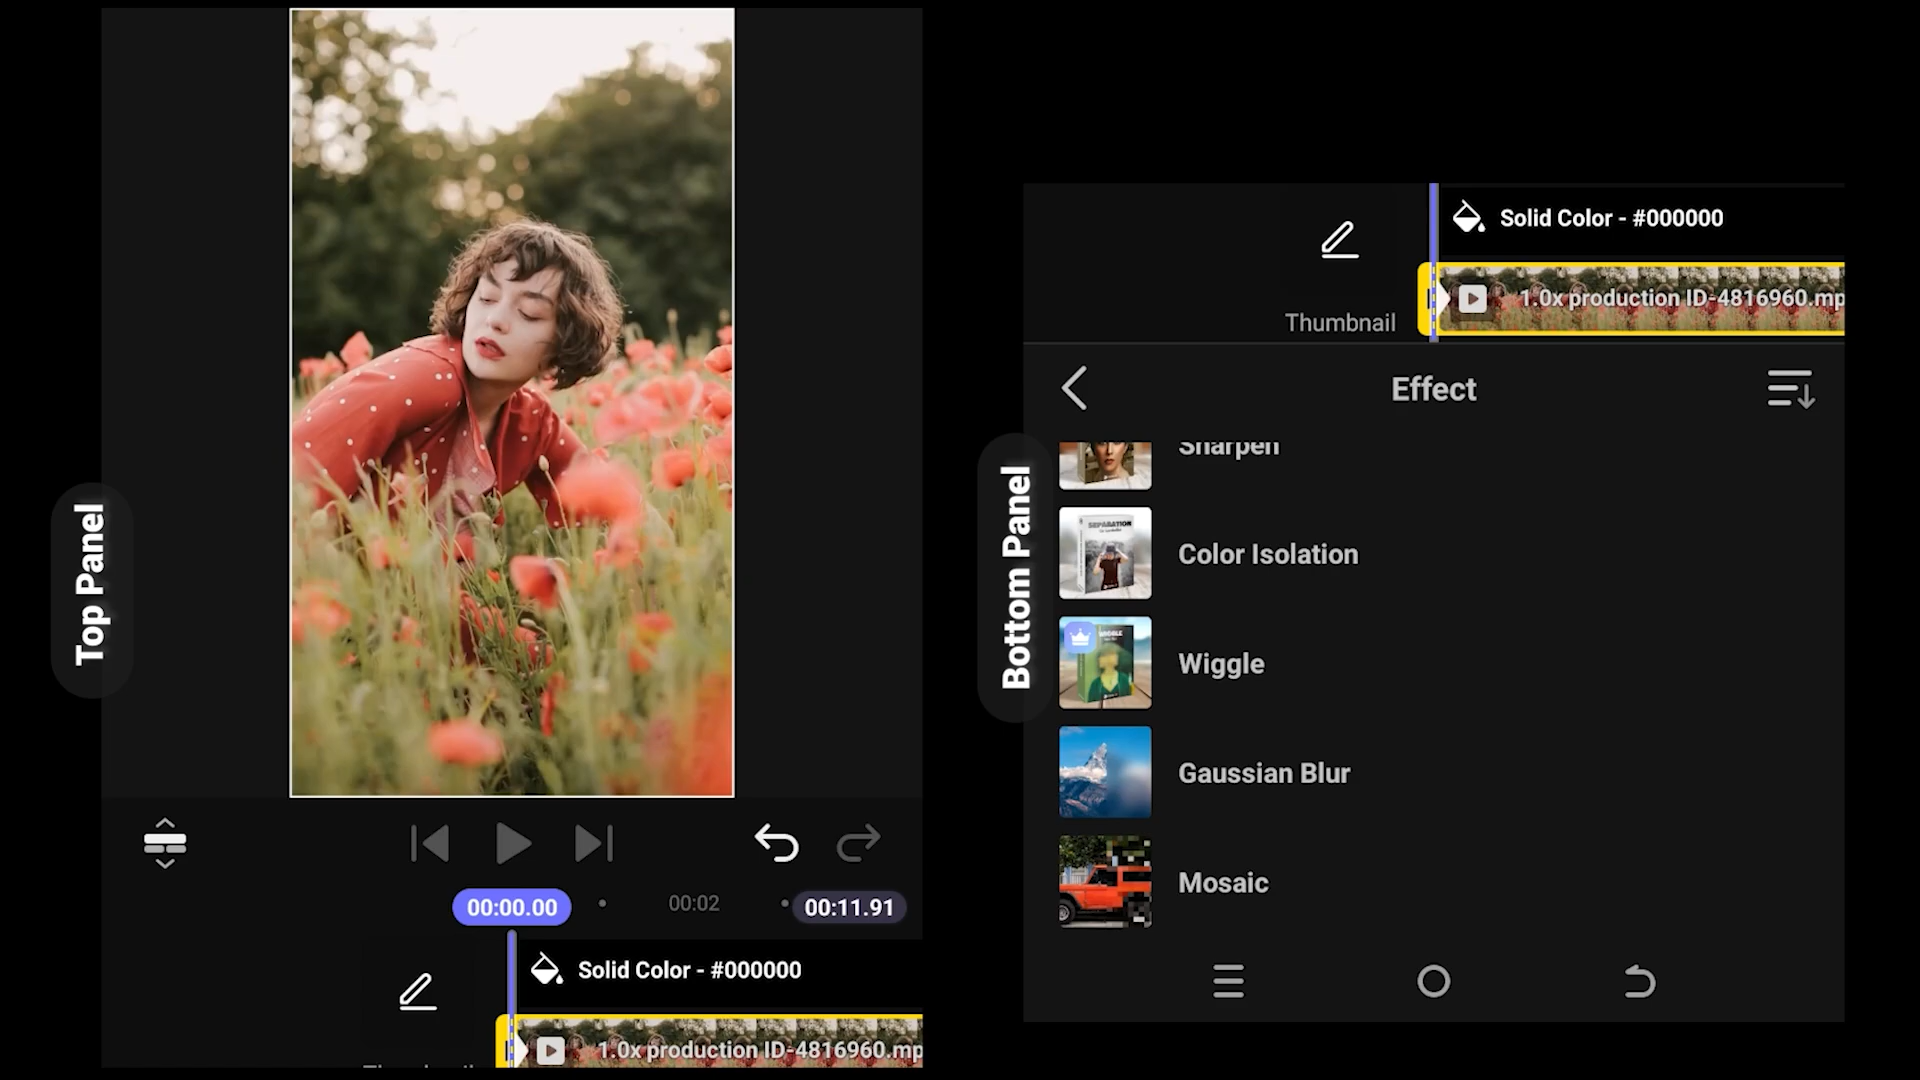 Top Panel
00:00.00
00:02
00:11.91
Solid Color - #000000
1.0x production ID-4816960.mp
Bottom Panel
Solid Color - #000000
1.0x production ID-4816960.mp
Thumbnail
Effect
Sharpen
SEPARATION
Color Isolation
Wiggle
Gaussian Blur
Mosaic